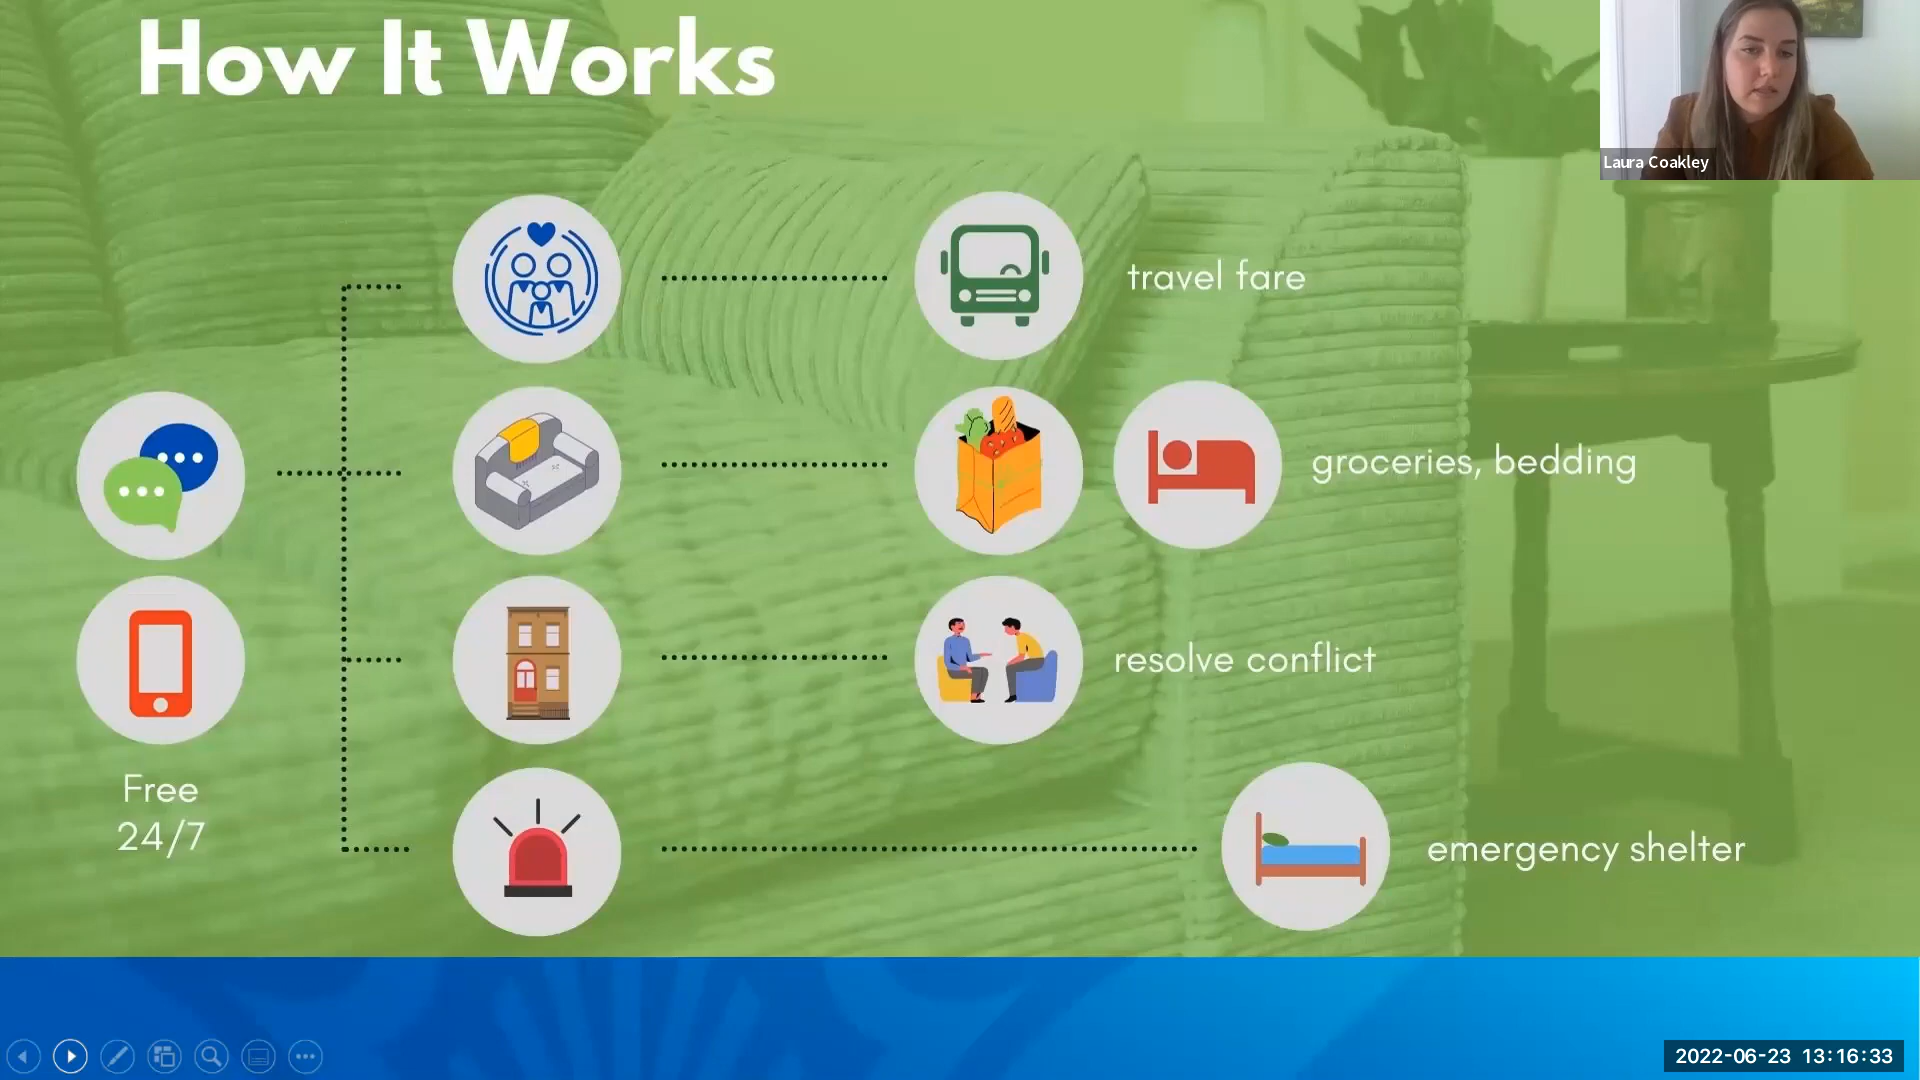 How It Works
Laura Coakley
travel fare
groceries, bedding
resolve conflict
Free
24/7
emergency shelter
2022-06-23 13:16:33